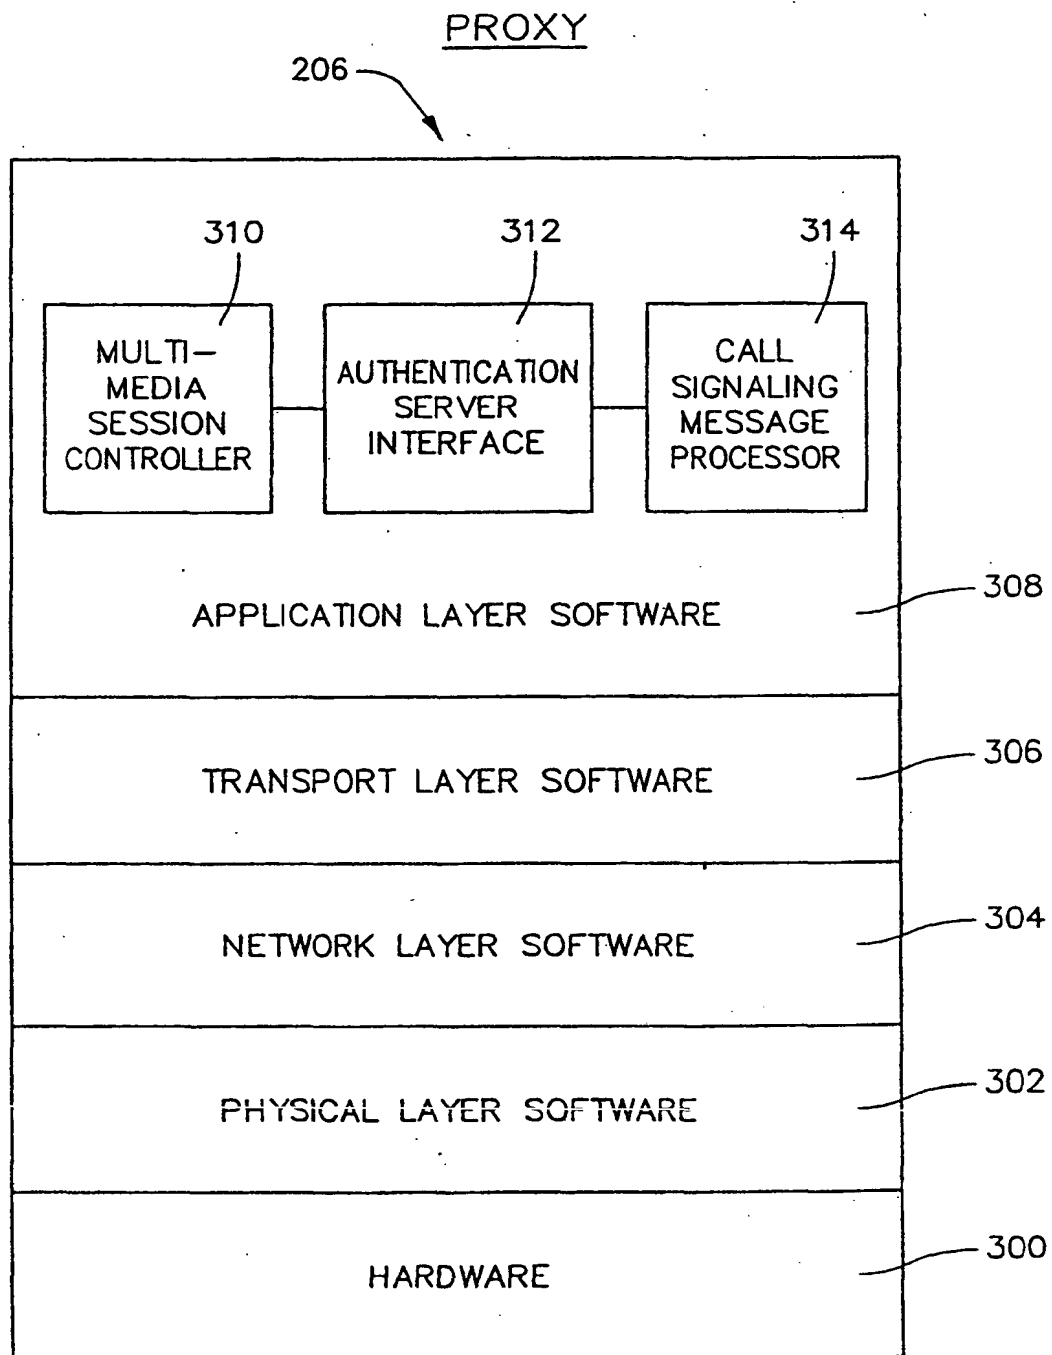 PROXY
206
310
312
314
MULTI-
MEDIA
SESSION
CONTROLLER
AUTHENTICATION
SERVER
INTERFACE
CALL
SIGNALING
MESSAGE
PROCESSOR
APPLICATION LAYER SOFTWARE
308
TRANSPORT LAYER SOFTWARE
306
NETWORK LAYER SOFTWARE
304
PHYSICAL LAYER SOFTWARE
302
HARDWARE
300